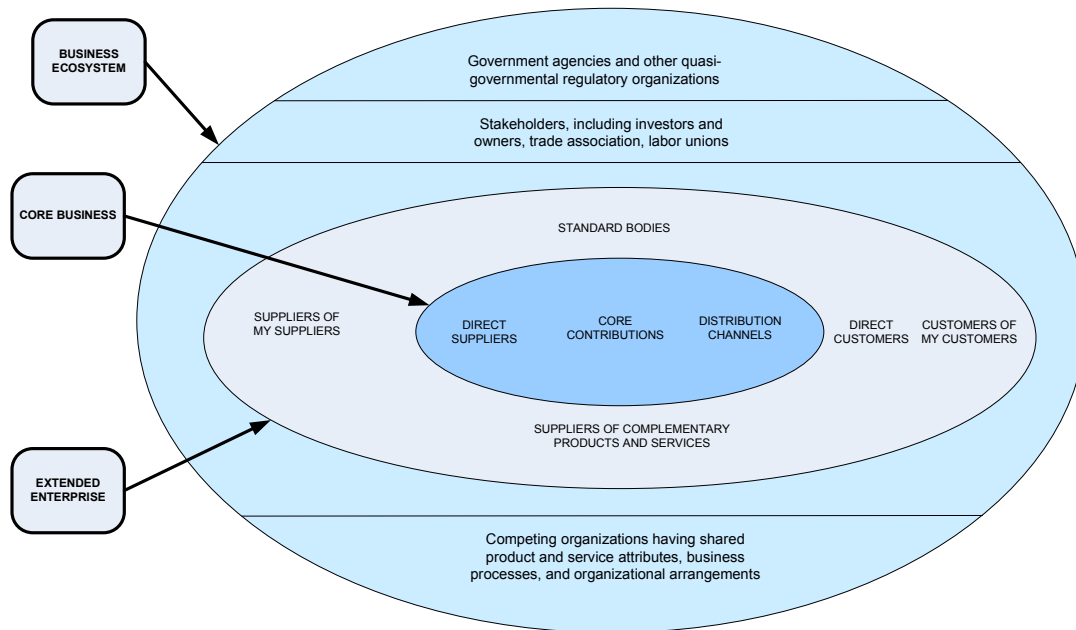 BUSINESS
ECOSYSTEM
Government agencies and other quasi-
governmental regulatory organizations
Stakeholders, including investors and
owners, trade association, labor unions
CORE BUSINESS
STANDARD BODIES
SUPPLIERS OF
MY SUPPLIERS
DIRECT
SUPPLIERS
CORE
CONTRIBUTIONS
DISTRIBUTION
CHANNELS
DIRECT
CUSTOMERS
CUSTOMERS OF
MY CUSTOMERS
SUPPLIERS OF COMPLEMENTARY
PRODUCTS AND SERVICES
EXTENDED
ENTERPRISE
Competing organizations having shared
product and service attributes, business
processes, and organizational arrangements